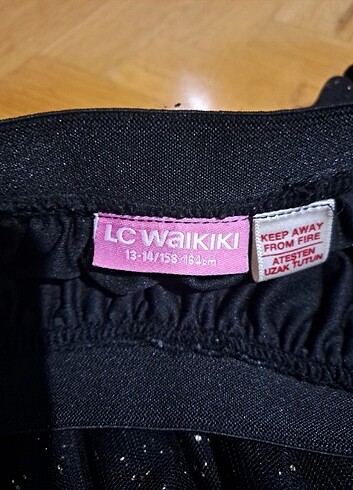 LC WAIKIKI
13-14/158-164cm
KEEP AWAY
FROM FIRE
ATEŞTEN
UZAK TUTUN